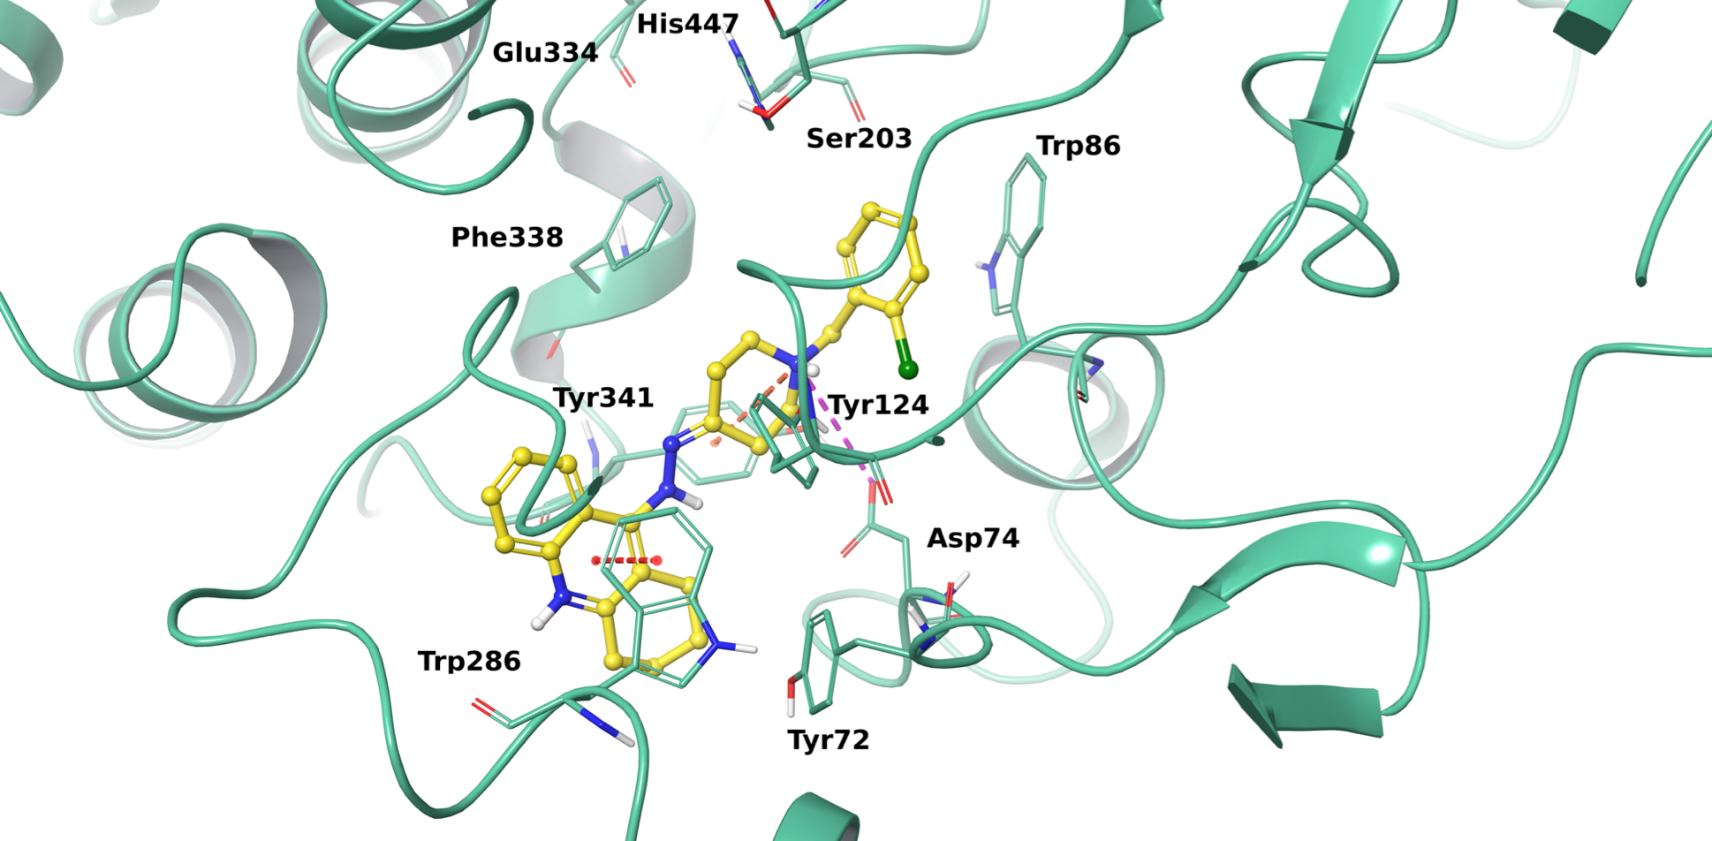 His447
Glu334
Ser203
Trp86
Phe338
Tyr341
Tyr124
Asp74
Trp286
Tyr72